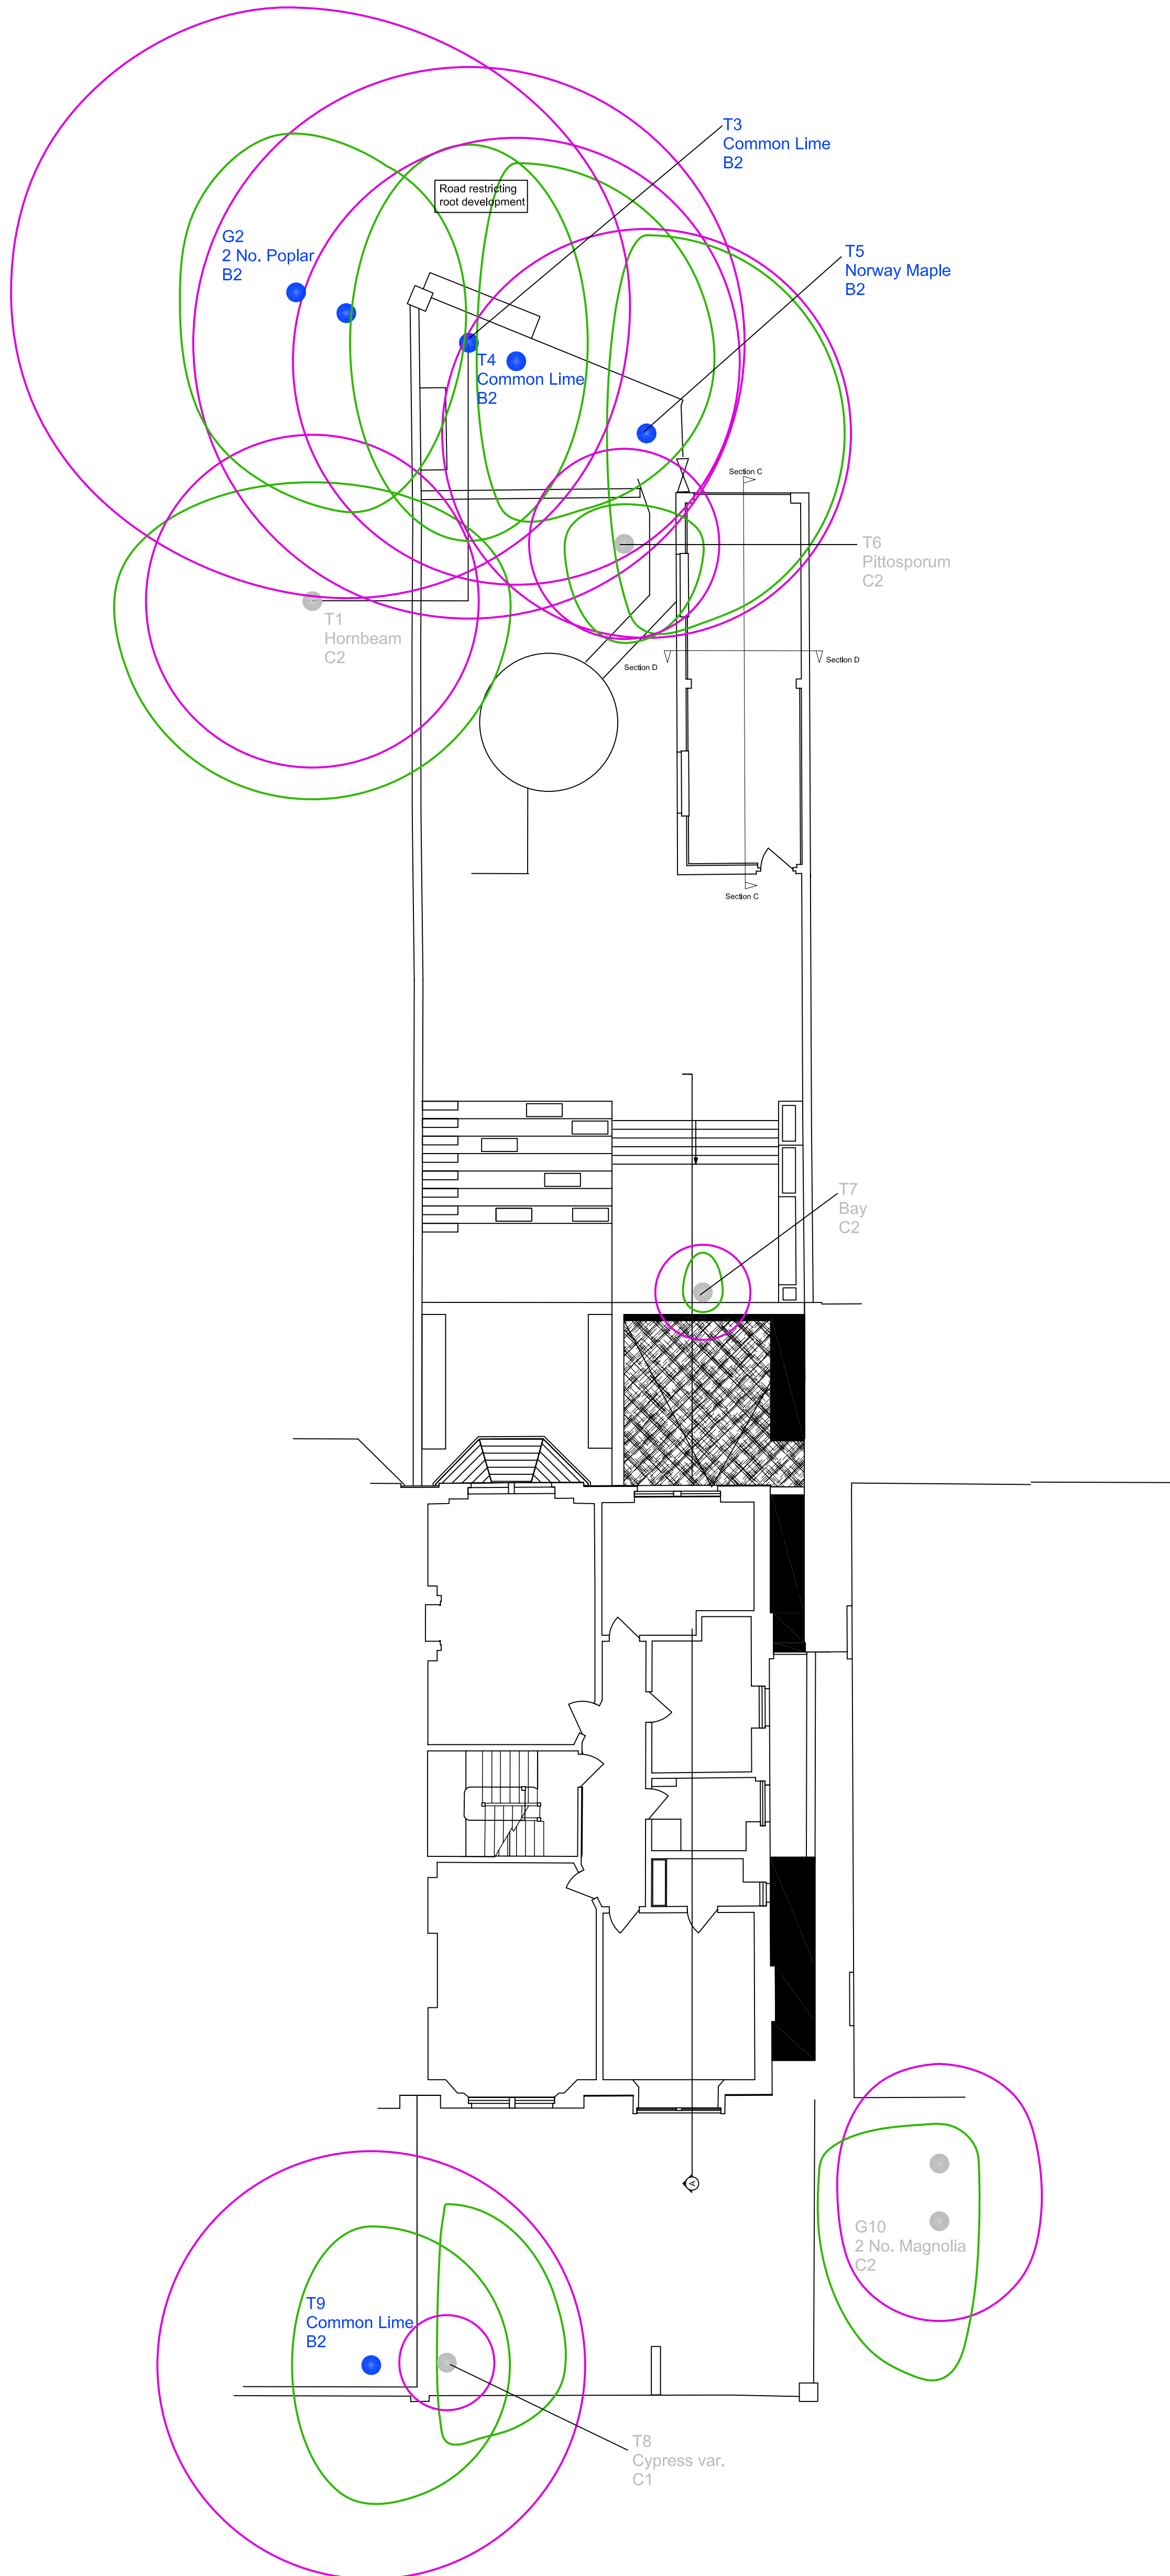 T3
Common Lime
B2
Road restricting
root development
G2
2 No. Poplar
B2
T5
Norway Maple
B2
T4
Common Lime
B2
Section C
T6
Pittosporum
C2
T1
Hornbeam
C2
Section D
Section D
Section C
T7
Bay
C2
A
G10
2 No. Magnolia
C2
T9
Common Lime
B2
T8
Cypress var.
C1